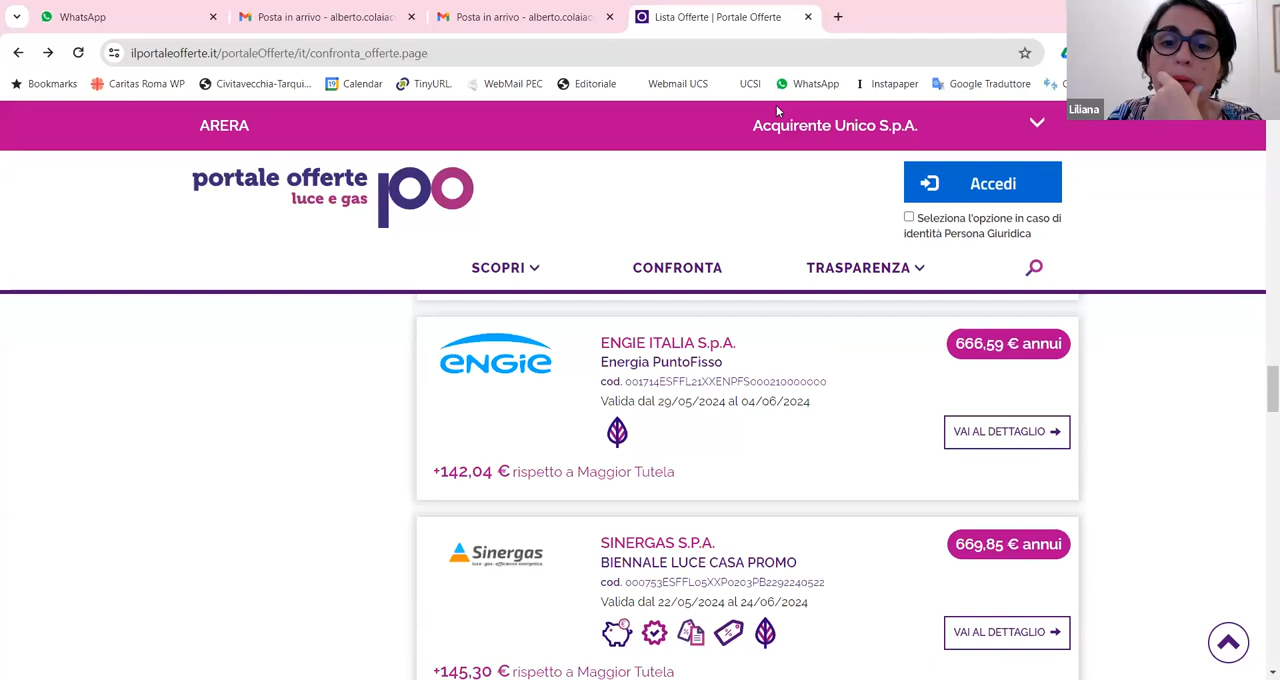 WhatsApp
Posta in arrivo - alberto.colaiac
Posta in arrivo - alberto.colaiac
Lista Offerte | Portale Offerte
ilportaleofferte.it/portaleOfferte/it/confronta_offerte.page
Bookmarks
Caritas Roma WP
Civitavecchia-Tarqui...
Calendar
TinyURL.
WebMail PEC
Editoriale
Webmail UCS
UCSI
WhatsApp
Instapaper
Google Traduttore
Liliana
ARERA
Acquirente Unico S.p.A.
portale offerte
luce e gas
po
Accedi
Seleziona l'opzione in caso di
identità Persona Giuridica
SCOPRI
CONFRONTA
TRASPARENZA
ENGIE
ENGIE ITALIA S.p.A.
666,59 € annui
Energia PuntoFisso
cod. 001714ESFFL21XXENPFS000210000000
Valida dal 29/05/2024 al 04/06/2024
VAI AL DETTAGLIO
+142,04 € rispetto a Maggior Tutela
Sinergas
luce - gas - efficienza energetica
SINERGAS S.P.A.
669,85 € annui
BIENNALE LUCE CASA PROMO
cod. 000753ESFFL05XXP0203PB2292240522
Valida dal 22/05/2024 al 24/06/2024
VAI AL DETTAGLIO
+145,30 € rispetto a Maggior Tutela